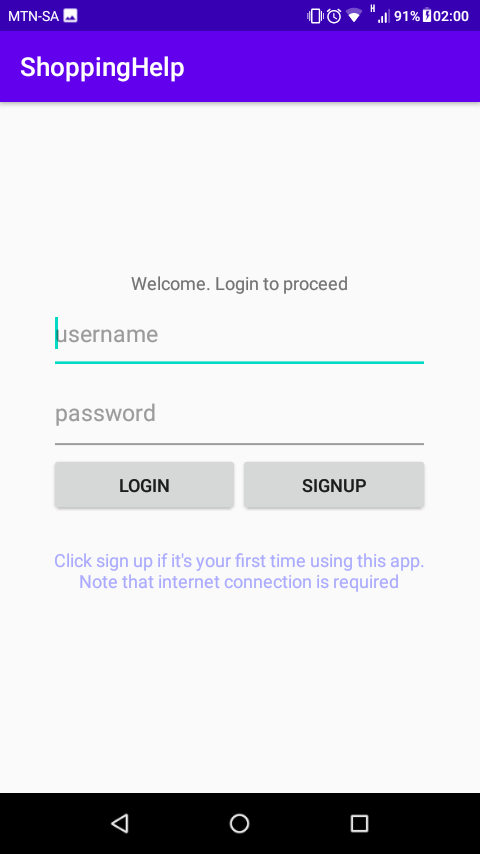 MTN-SA H 91% 02:00
ShoppingHelp
Welcome. Login to proceed
username
password
LOGIN SIGNUP
Click sign up if it's your first time using this app.
Note that internet connection is required